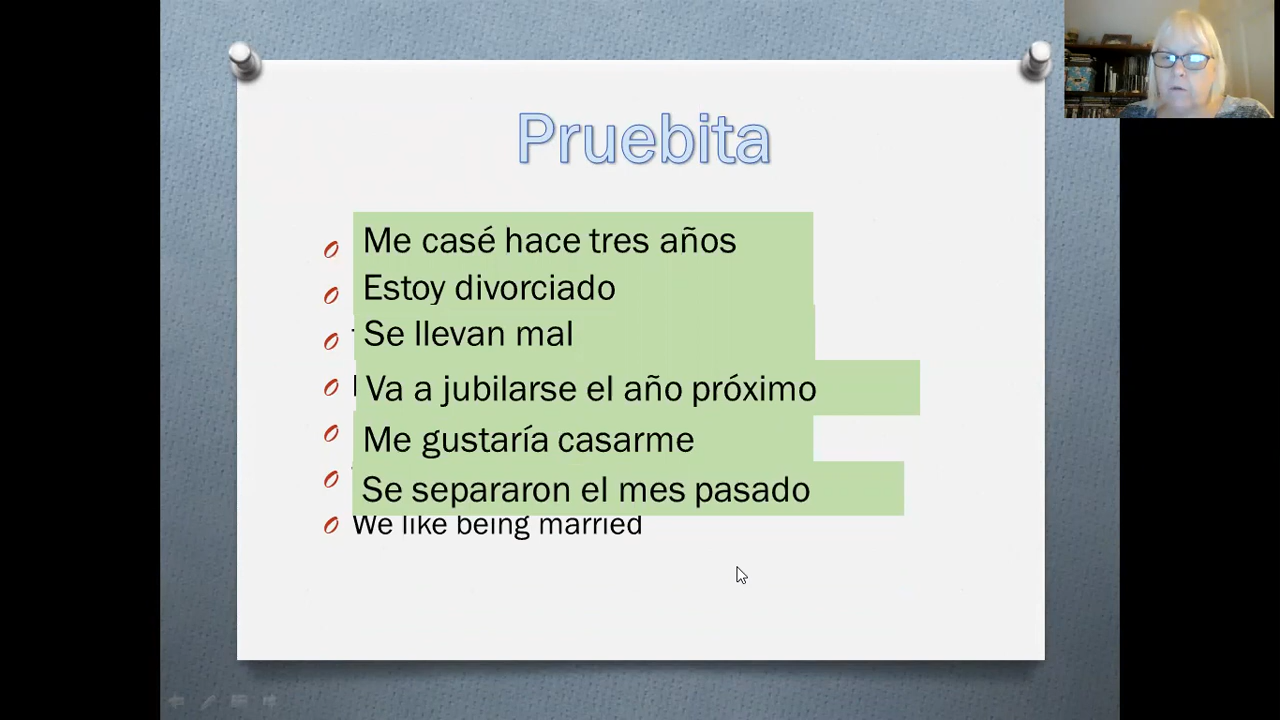 Pruebita
Me casé hace tres años
Estoy divorciado
Se llevan mal
Va a jubilarse el año próximo
Me gustaría casarme
Se separaron el mes pasado
We like being married